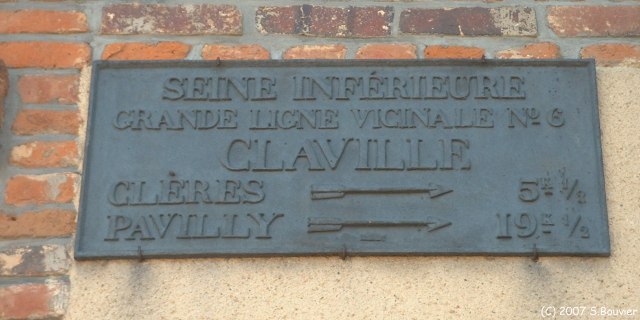 SEINE INFÉRIEURE
GRANDE LIGNE VICINALE No 6
CLAVILLE
CLÈRES 5K 1/2
PAVILLY 19K 1/2
(C) 2007 S.Bouvier